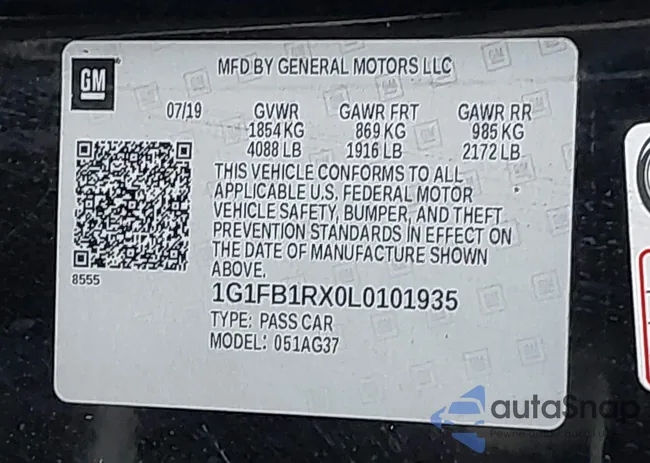 GM
MFD BY GENERAL MOTORS LLC
07/19 GVWR GAWR FRT GAWR RR
1854 KG 869 KG 985 KG
4088 LB 1916 LB 2172 LB
THIS VEHICLE CONFORMS TO ALL
APPLICABLE U.S. FEDERAL MOTOR
VEHICLE SAFETY, BUMPER, AND THEFT
PREVENTION STANDARDS IN EFFECT ON
THE DATE OF MANUFACTURE SHOWN
ABOVE.
8555
1G1FB1RX0L0101935
TYPE: PASS CAR
MODEL: 051AG37
autoSnap